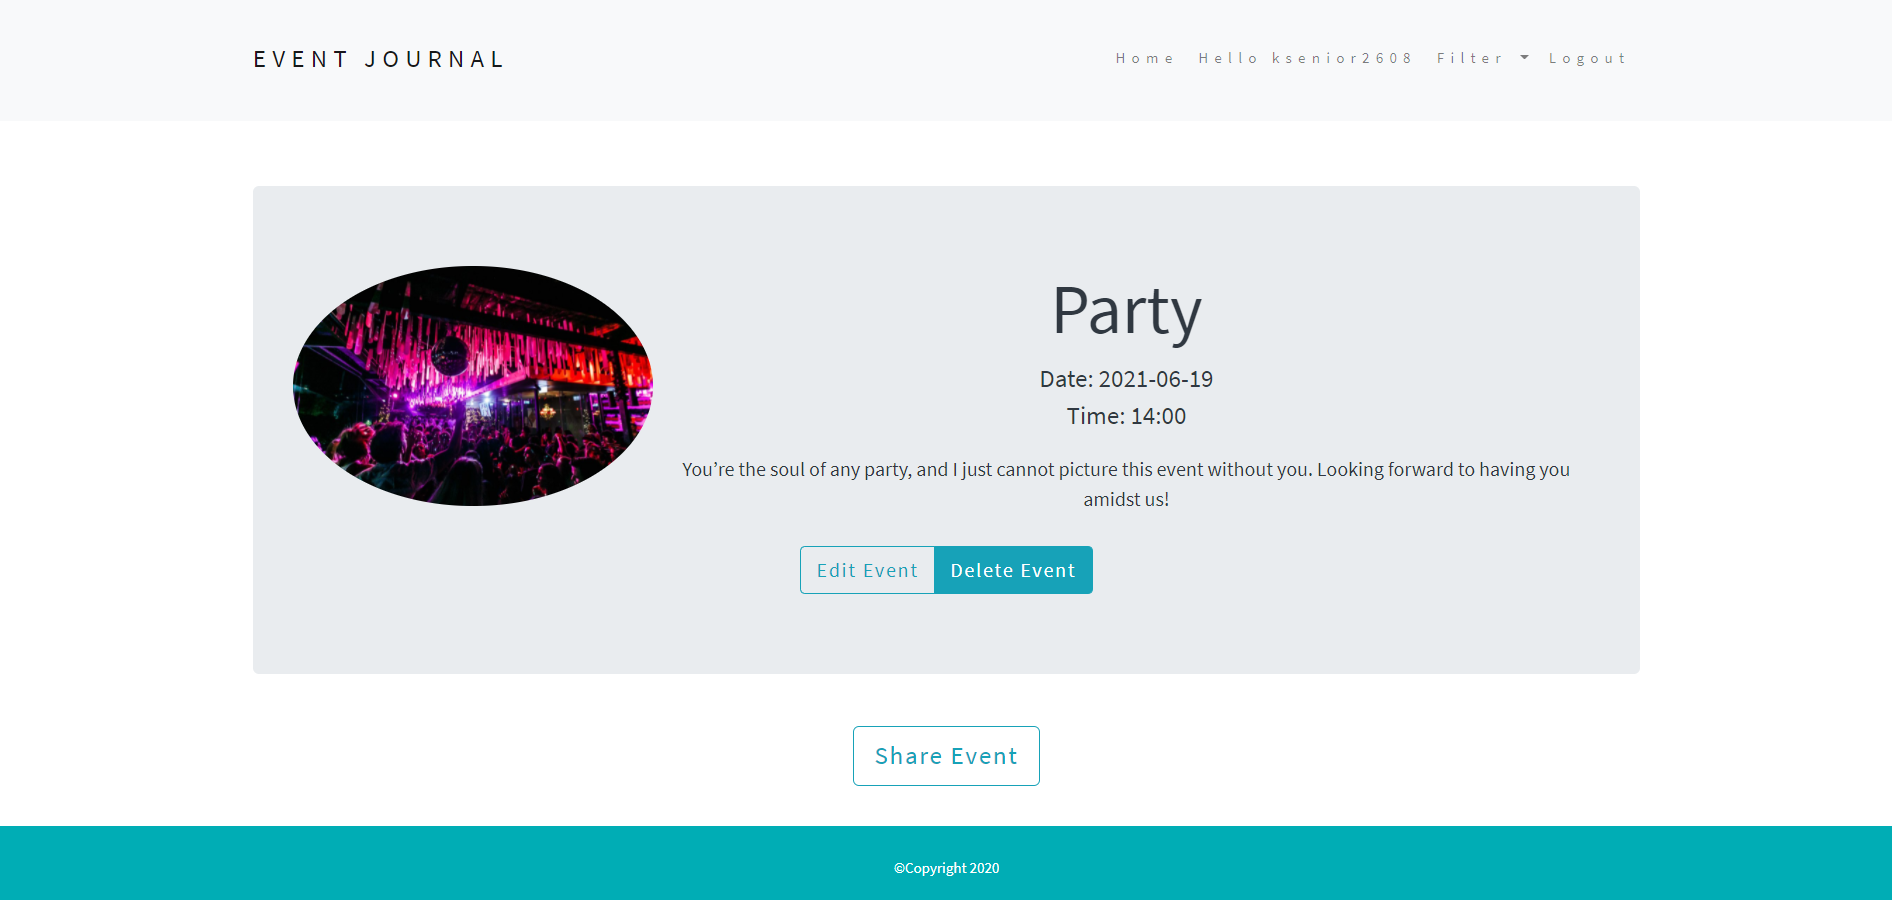 EVENT JOURNAL
Home Hello ksenior2608 Filter Logout
Party
Date: 2021-06-19
Time: 14:00
You’re the soul of any party, and I just cannot picture this event without you. Looking forward to having you
amidst us!
Edit Event Delete Event
Share Event
©Copyright 2020